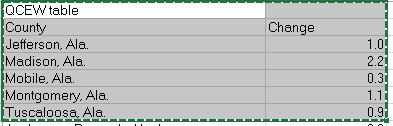 QCEW table
County Change
Jefferson, Ala. 1.0
Madison, Ala. 2.2
Mobile, Ala. 0.3
Montgomery, Ala. 1.1
Tuscaloosa, Ala. 0.9